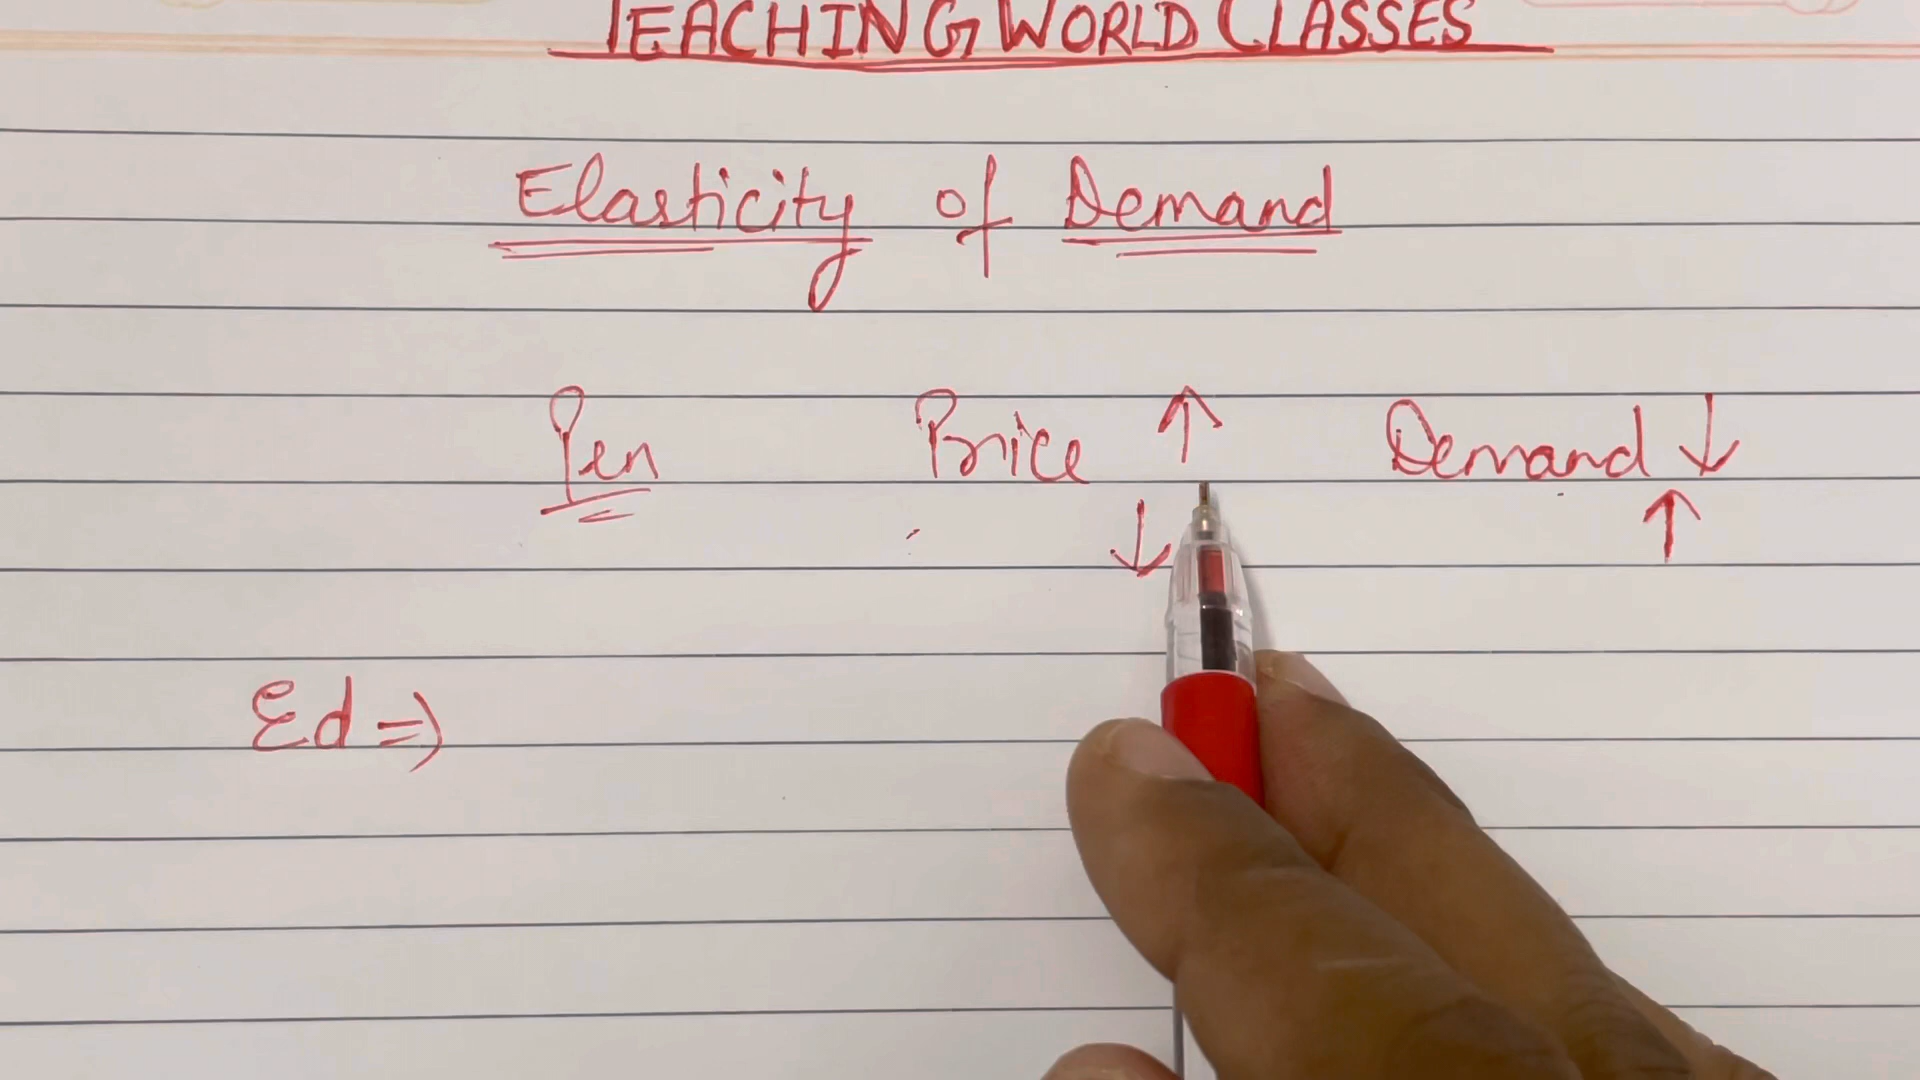 TEACHING WORLD CLASSES
Elasticity of Demand
Pen Price ↑ Demand ↓
↓ ↑
Ed =>